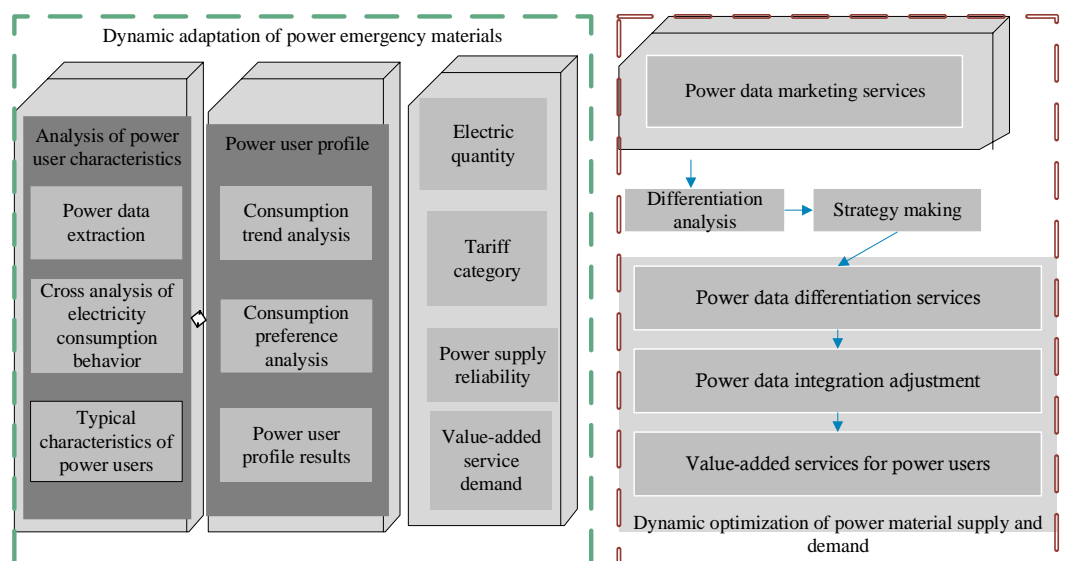 Dynamic adaptation of power emergency materials
Analysis of power
user characteristics
Power data
extraction
Cross analysis of
electricity
consumption
behavior
Typical
characteristics of
power users
Power user profile
Consumption
trend analysis
Consumption
preference
analysis
Power user
profile results
Electric
quantity
Tariff
category
Power supply
reliability
Value-added
service
demand
Power data marketing services
Differentiation
analysis
Strategy making
Power data differentiation services
Power data integration adjustment
Value-added services for power users
Dynamic optimization of power material supply and
demand